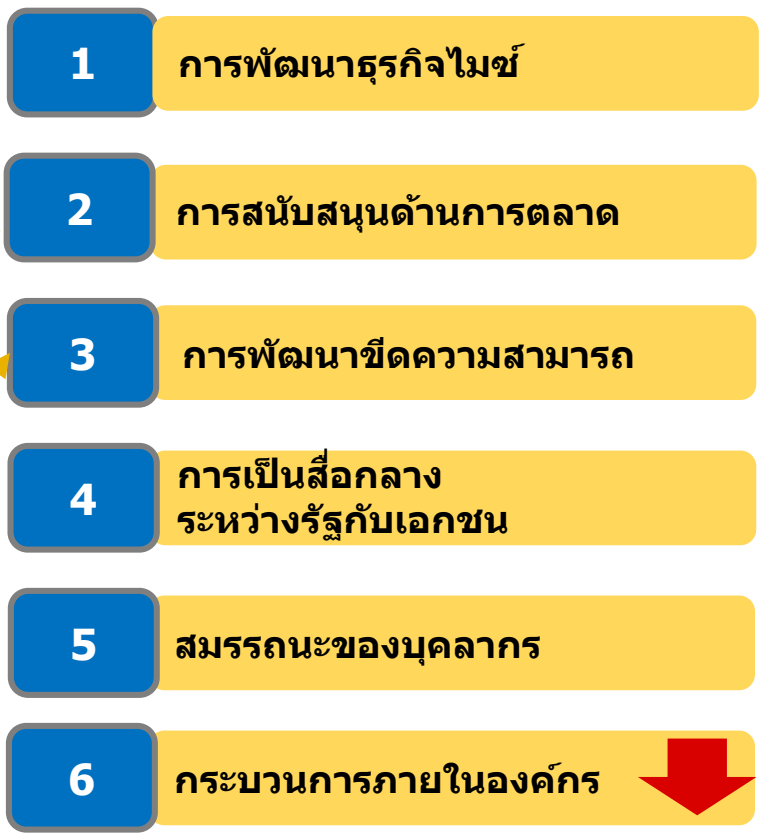 1
การพัฒนาธุรกิจไมซ์
2
การสนับสนุนด้านการตลาด
3
การพัฒนาขีดความสามารถ
4
การเป็นสื่อกลาง
ระหว่างรัฐกับเอกชน
5
สมรรถนะของบุคลากร
6
กระบวนการภายในองค์กร